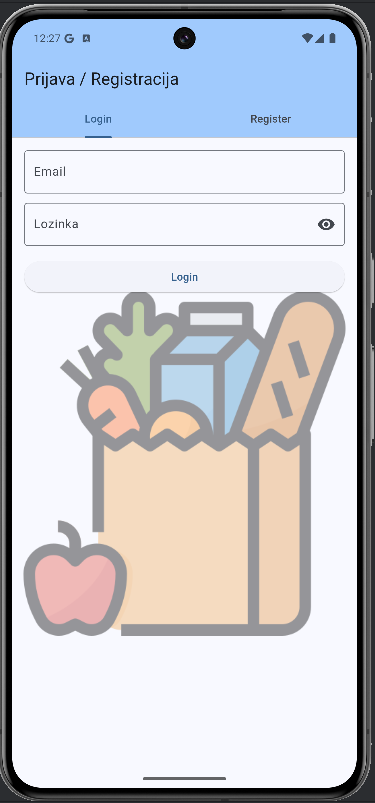 12:27 G A
Prijava / Registracija
Login Register
Email
Lozinka
Login